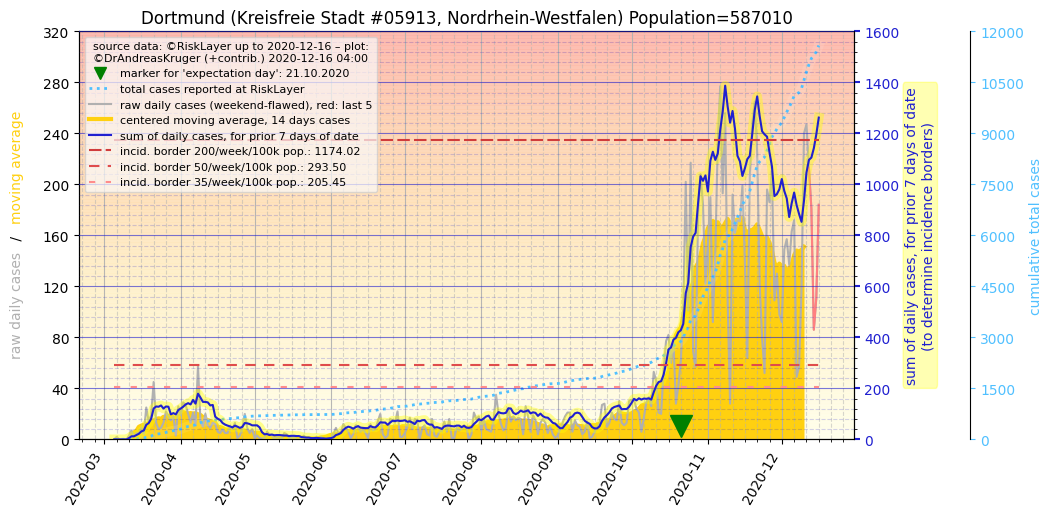 Dortmund (Kreisfreie Stadt #05913, Nordrhein-Westfalen) Population=587010
source data: ©RiskLayer up to 2020-12-16 – plot:
©DrAndreasKruger (+contrib.) 2020-12-16 04:00
marker for 'expectation day': 21.10.2020
total cases reported at RiskLayer
raw daily cases (weekend-flawed), red: last 5
centered moving average, 14 days cases
sum of daily cases, for prior 7 days of date
incid. border 200/week/100k pop.: 1174.02
incid. border 50/week/100k pop.: 293.50
incid. border 35/week/100k pop.: 205.45
raw daily cases / moving average
320
280
240
200
160
120
80
40
0
2020-03
2020-04
2020-05
2020-06
2020-07
2020-08
2020-09
2020-10
2020-11
2020-12
1600
1400
1200
1000
800
600
400
200
0
sum of daily cases, for prior 7 days of date
(to determine incidence borders)
12000
10500
9000
7500
6000
4500
3000
1500
0
cumulative total cases